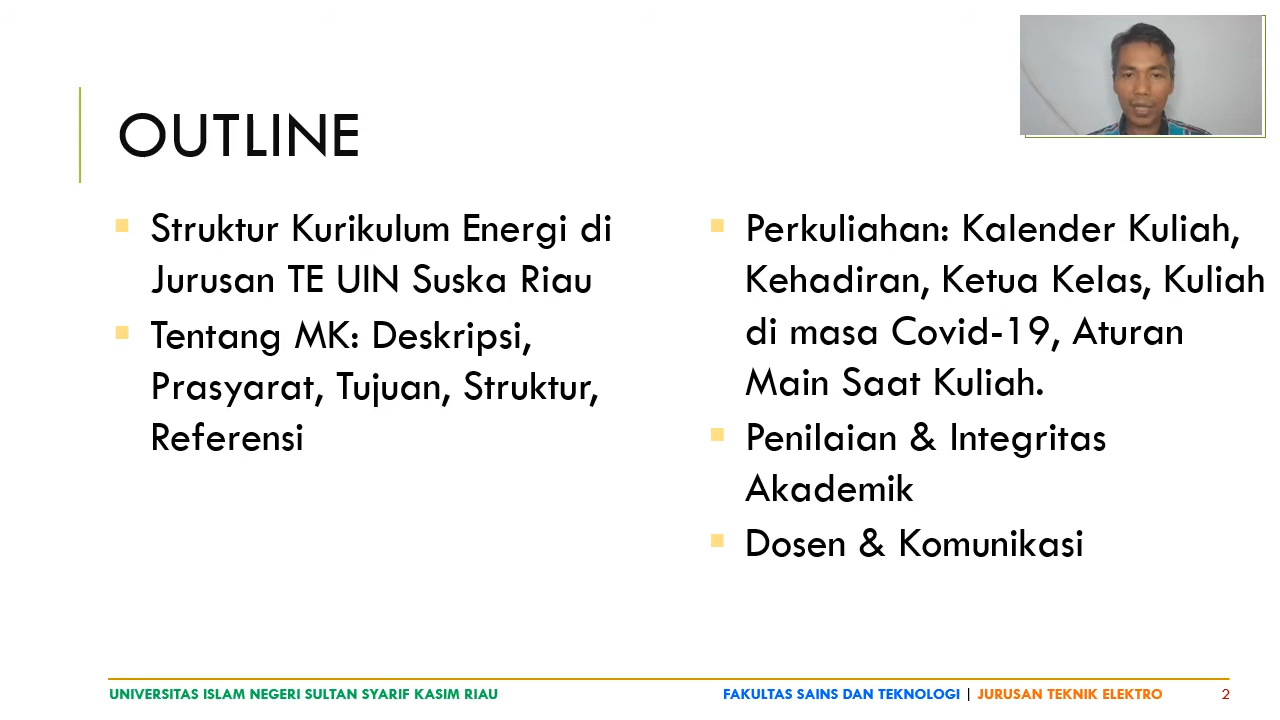 OUTLINE
Struktur Kurikulum Energi di
Jurusan TE UIN Suska Riau
Tentang MK: Deskripsi,
Prasyarat, Tujuan, Struktur,
Referensi
Perkuliahan: Kalender Kuliah,
Kehadiran, Ketua Kelas, Kuliah
di masa Covid-19, Aturan
Main Saat Kuliah.
Penilaian & Integritas
Akademik
Dosen & Komunikasi
UNIVERSITAS ISLAM NEGERI SULTAN SYARIF KASIM RIAU
FAKULTAS SAINS DAN TEKNOLOGI | JURUSAN TEKNIK ELEKTRO
2